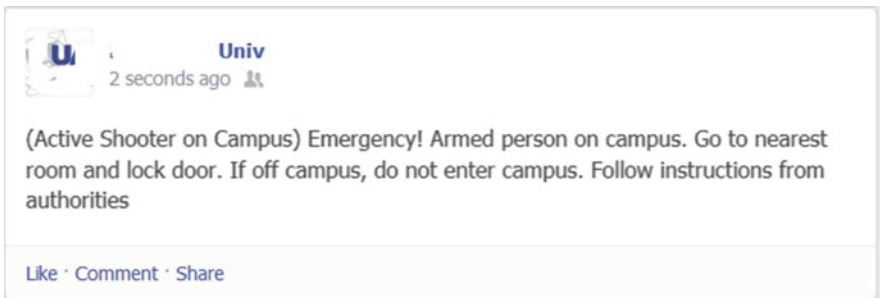 Univ
2 seconds ago
(Active Shooter on Campus) Emergency! Armed person on campus. Go to nearest
room and lock door. If off campus, do not enter campus. Follow instructions from
authorities
Like · Comment · Share